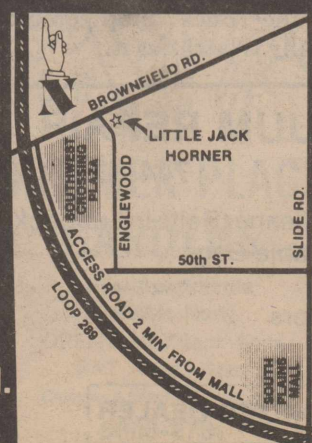 N
BROWNFIELD RD.
LITTLE JACK
HORNER
SOUTHWEST
CROSSING
PLAZA
ENGLEWOOD
SLIDE RD.
50th ST.
ACCESS ROAD 2 MIN FROM MALL
LOOP 289
SOUTH
PLAINS
MALL